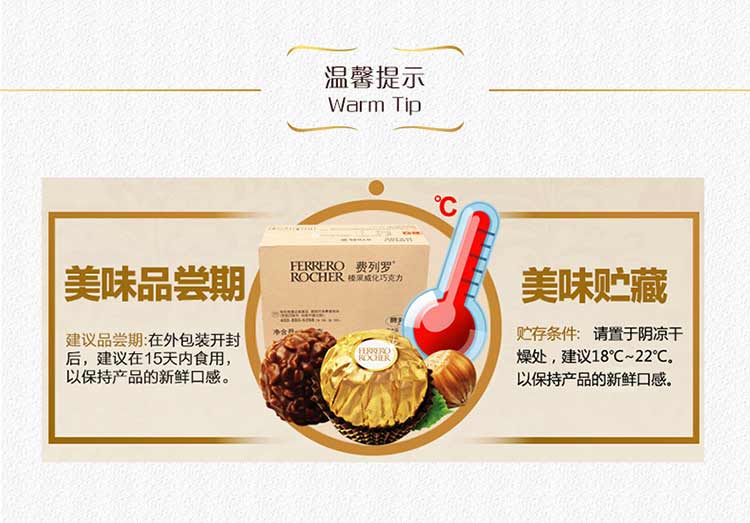 温馨提示
Warm Tip
℃
美味品尝期
建议品尝期:在外包装开封
后，建议在15天内食用，
以保持产品的新鲜口感。
FERRERO
ROCHER
费列罗®
榛果威化巧克力
净含量
FERRERO
ROCHER
美味贮藏
贮存条件： 请置于阴凉干
燥处，建议18℃~22℃。
以保持产品的新鲜口感。